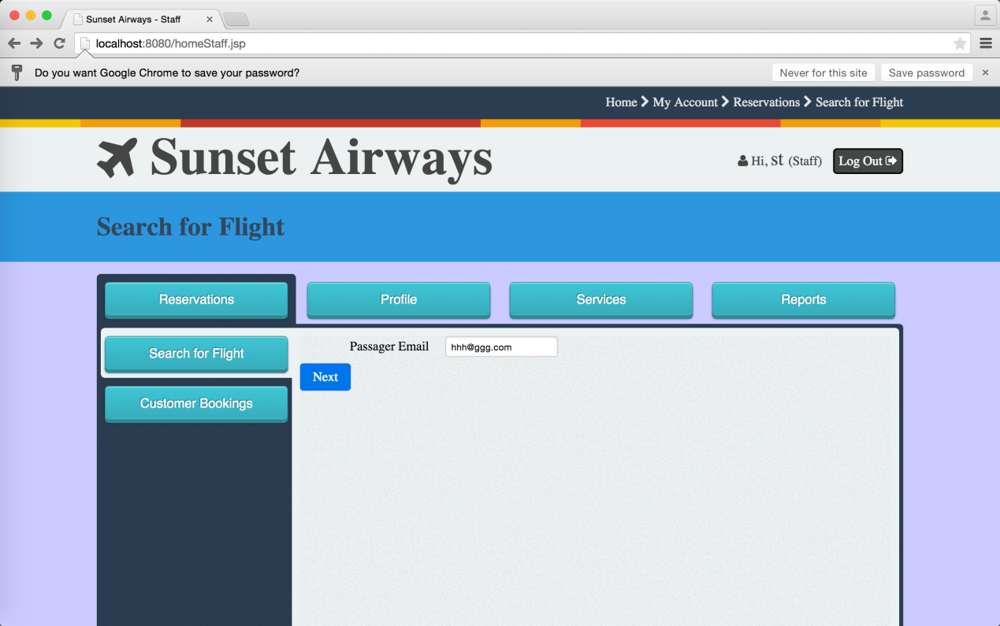 Sunset Airways - Staff
localhost:8080/homeStaff.jsp
Do you want Google Chrome to save your password? Never for this site Save password
Home My Account Reservations Search for Flight
Sunset Airways Hi, st (Staff) Log Out
Search for Flight
Reservations Profile Services Reports
Search for Flight Passager Email hhh@ggg.com
Next
Customer Bookings